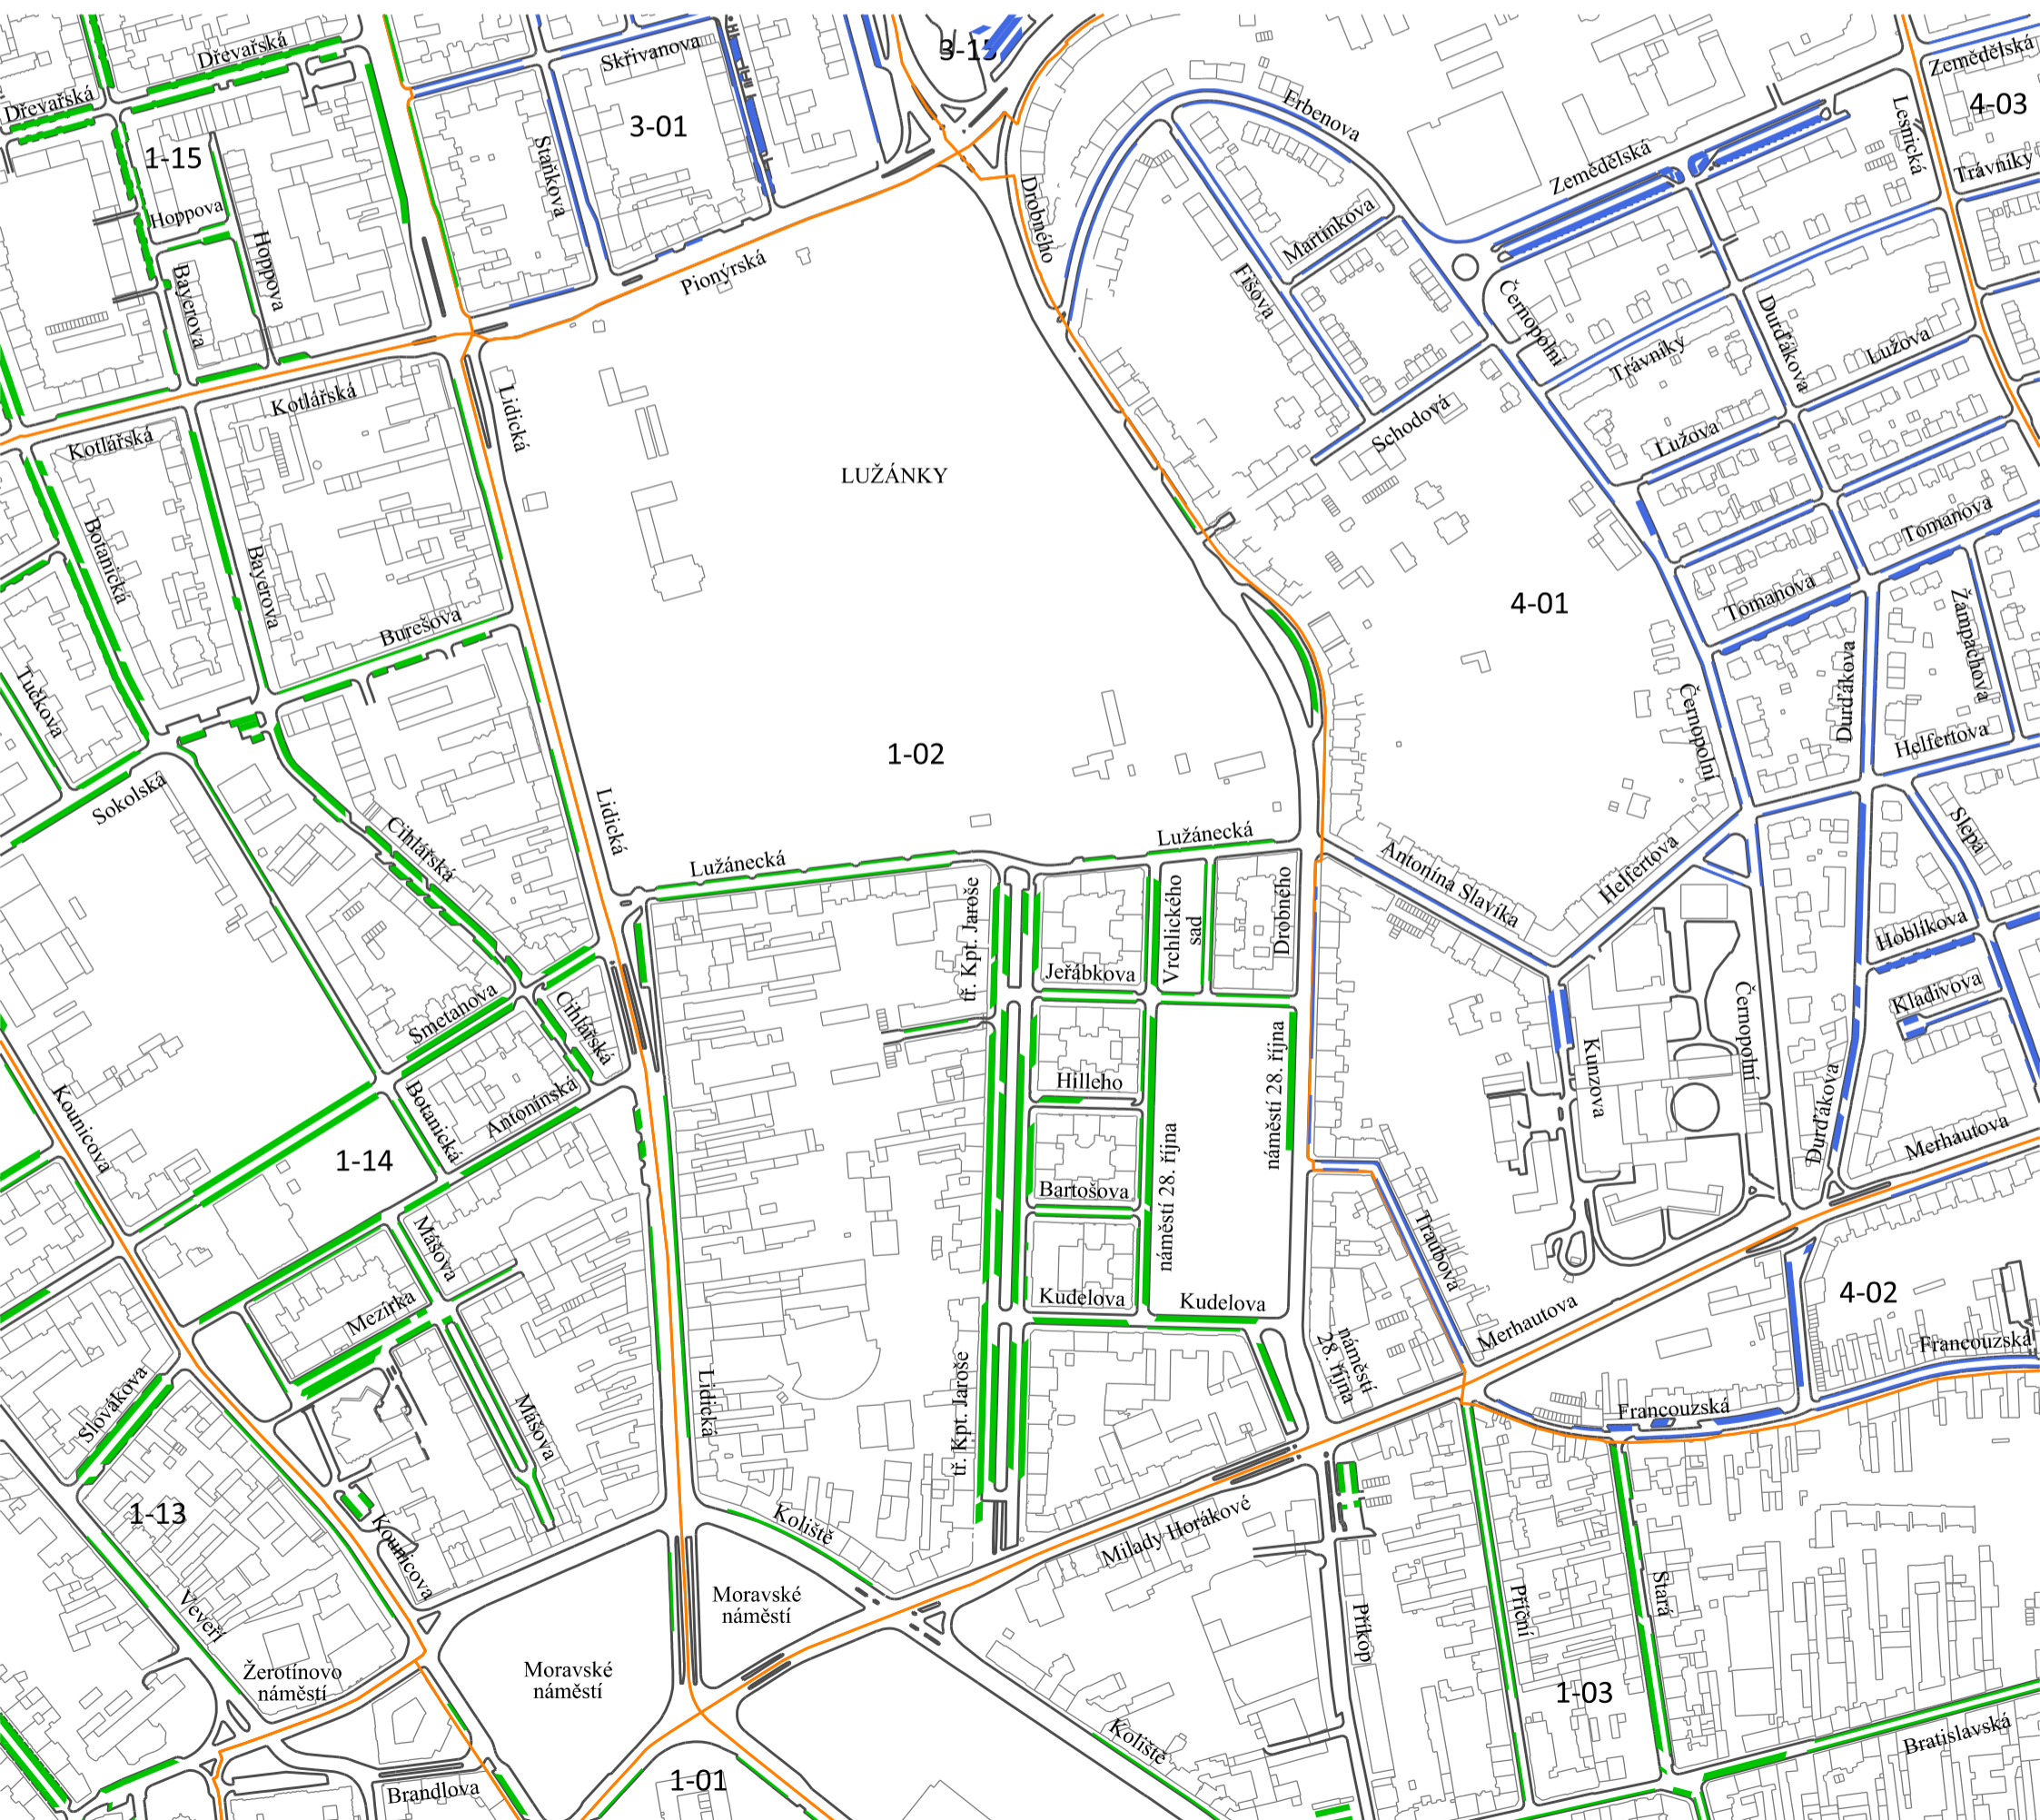 Dřevařská
Skřivanova
3-15
Zemědělská
Dřevařská
1-15
3-01
Staňkova
Erbenova
Zemědělská
Lesnická
4-03
Trávníky
Hoppova
Hoppova
Bayerova
Drobného
Pionýrská
Martinkova
Fišova
Černopolní
Trávníky
Durďákova
Lužova
Kotlářská
Kotlářská
Lidická
Schodová
Lužova
LUŽÁNKY
Botanická
Bayerova
Burešova
Tomanova
Tomanova
4-01
Žampachova
Tučkova
Durďákova
Černopolní
Helfertova
1-02
Sokolská
Cihlářská
Lidická
Lužánecká
Lužánecká
Antonína Slavíka
Helfertova
Slepá
tř. Kpt. Jaroše
Jeřábkova
Vrchlického
sad
Drobného
Hoblíkova
Kladivova
Smetanova
Cihlářská
Černopolní
Kounicova
Botanická
Antonínská
Hilleho
náměstí 28. října
náměstí 28. října
Kunzova
Durďákova
Merhautova
1-14
Bartošova
Mášova
Mezírka
Kudelova
Kudelova
Traubova
Merhautova
4-02
Francouzská
Francouzská
náměstí
28. října
Slovákova
Mášova
Lidická
tř. Kpt. Jaroše
1-13
Kounicova
Koliště
Milady Horákové
Veveří
Moravské
náměstí
Příkop
Příční
Stará
Žerotínovo
náměstí
Moravské
náměstí
1-03
Koliště
Bratislavská
Brandlova
1-01